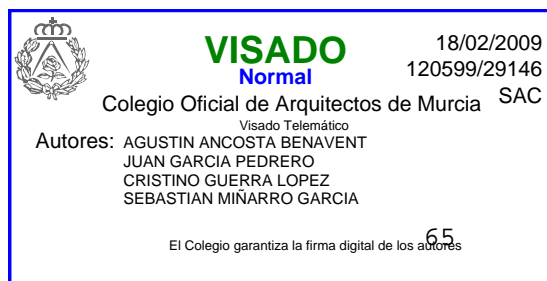 VISADO
Normal
18/02/2009
120599/29146
SAC
Colegio Oficial de Arquitectos de Murcia
Visado Telemático
Autores: AGUSTIN ANCOSTA BENAVENT
JUAN GARCIA PEDRERO
CRISTINO GUERRA LOPEZ
SEBASTIAN MIÑARRO GARCIA
65
El Colegio garantiza la firma digital de los autores